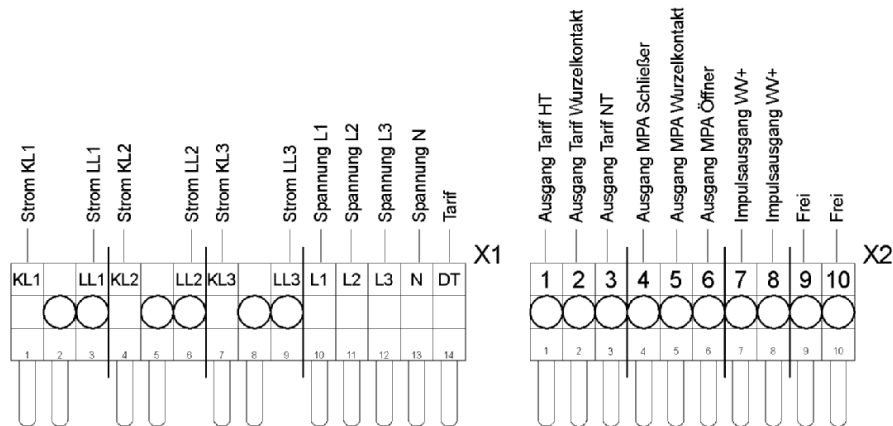 Strom KL1
Strom LL1
Strom KL2
Strom LL2
Strom KL3
Strom LL3
Spannung L1
Spannung L2
Spannung L3
Spannung N
Tarif
X1
KL1 LL1 KL2 LL2 KL3 LL3 L1 L2 L3 N DT
1 2 3 4 5 6 7 8 9 10 11 12 13 14
Ausgang Tarif HT
Ausgang Tarif Wurzelkontakt
Ausgang Tarif NT
Ausgang MPA Schließer
Ausgang MPA Wurzelkontakt
Ausgang MPA Öffner
Impulsausgang WV+
Impulsausgang WV+
Frei
Frei
X2
1 2 3 4 5 6 7 8 9 10
1 2 3 4 5 6 7 8 9 10